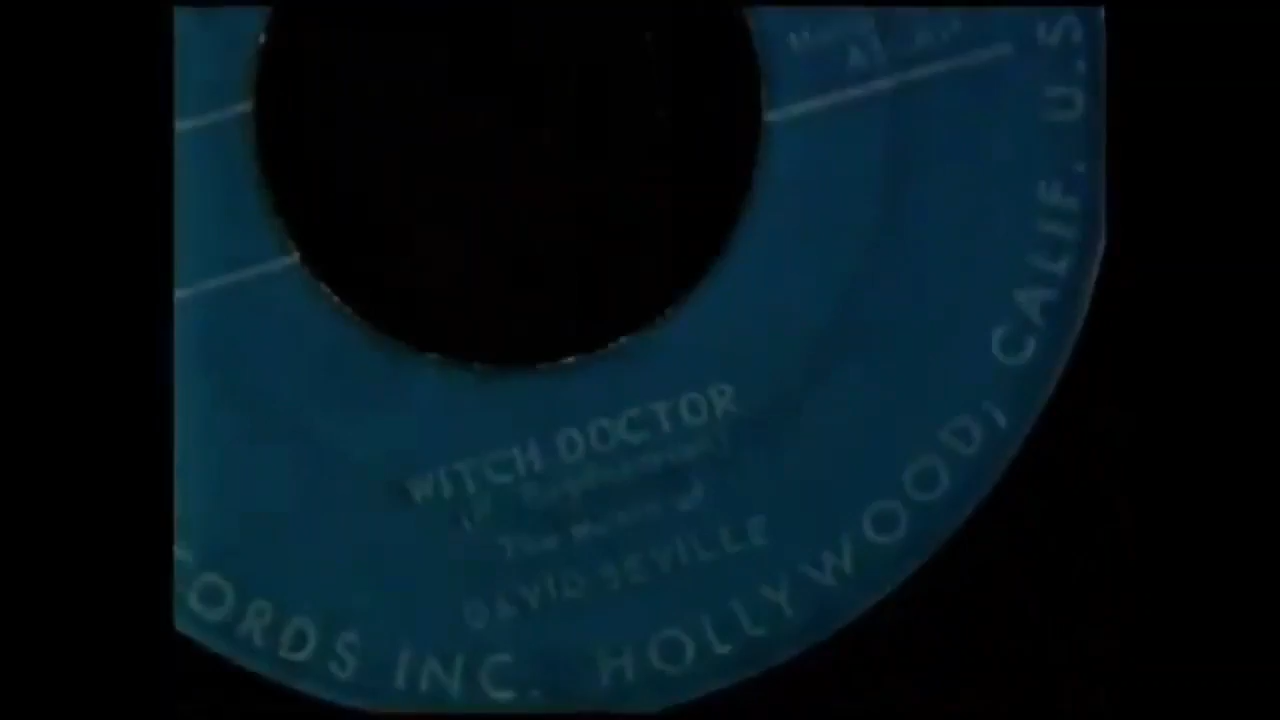 WITCH DOCTOR
The Music of
DAVID SEVILLE
ORDS INC. HOLLYWOOD, CALIF. U.S